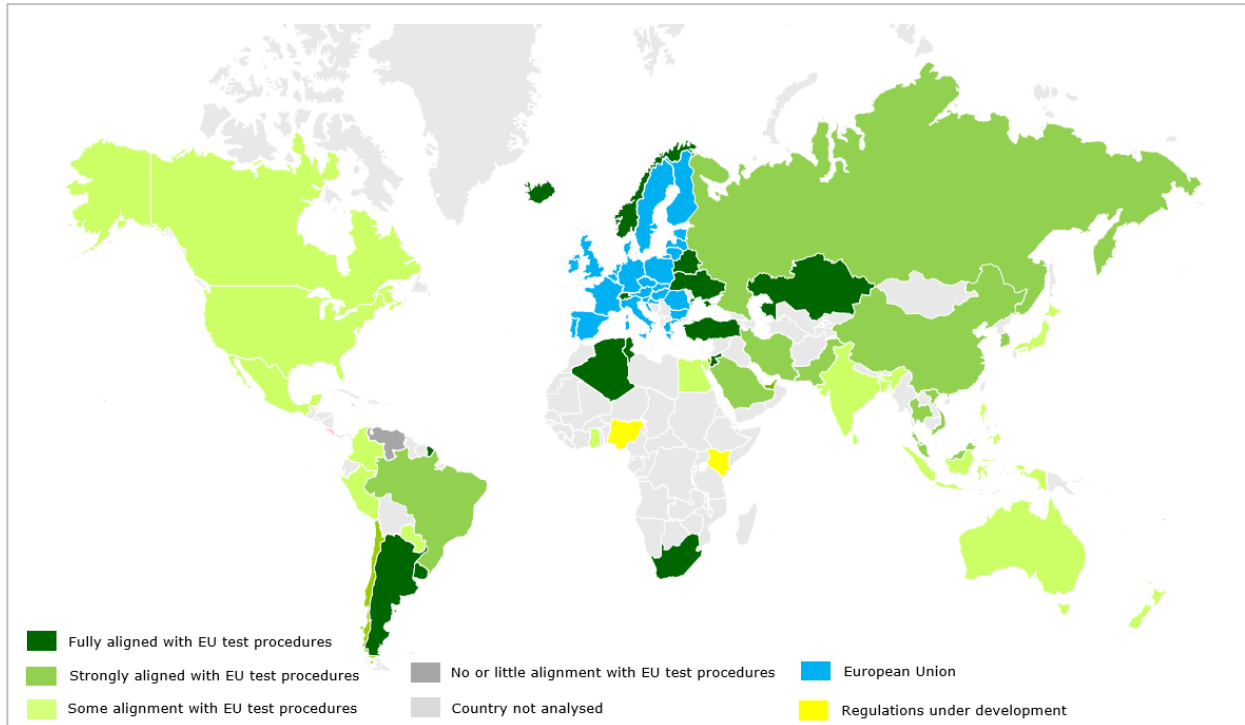 Fully aligned with EU test procedures
Strongly aligned with EU test procedures
Some alignment with EU test procedures
No or little alignment with EU test procedures
Country not analysed
European Union
Regulations under development